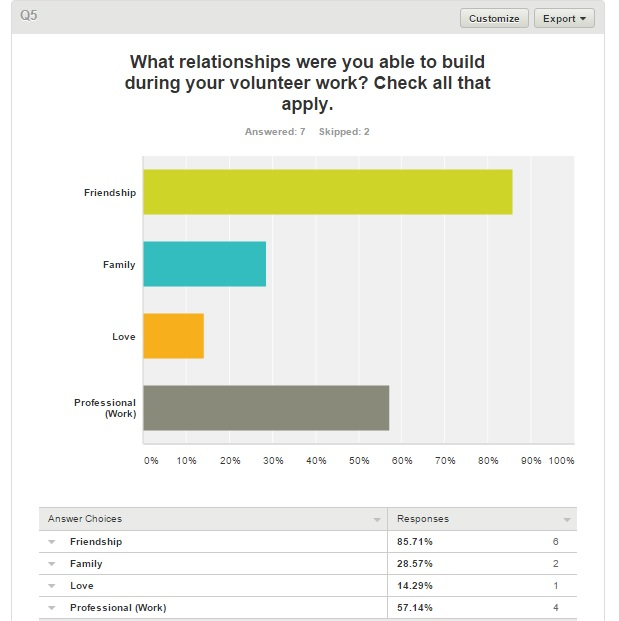 Q5
Customize
Export
What relationships were you able to build
during your volunteer work? Check all that
apply.
Answered: 7 Skipped: 2
Friendship
Family
Love
Professional
(Work)
0% 10% 20% 30% 40% 50% 60% 70% 80% 90% 100%
Answer Choices Responses
Friendship 85.71% 6
Family 28.57% 2
Love 14.29% 1
Professional (Work) 57.14% 4